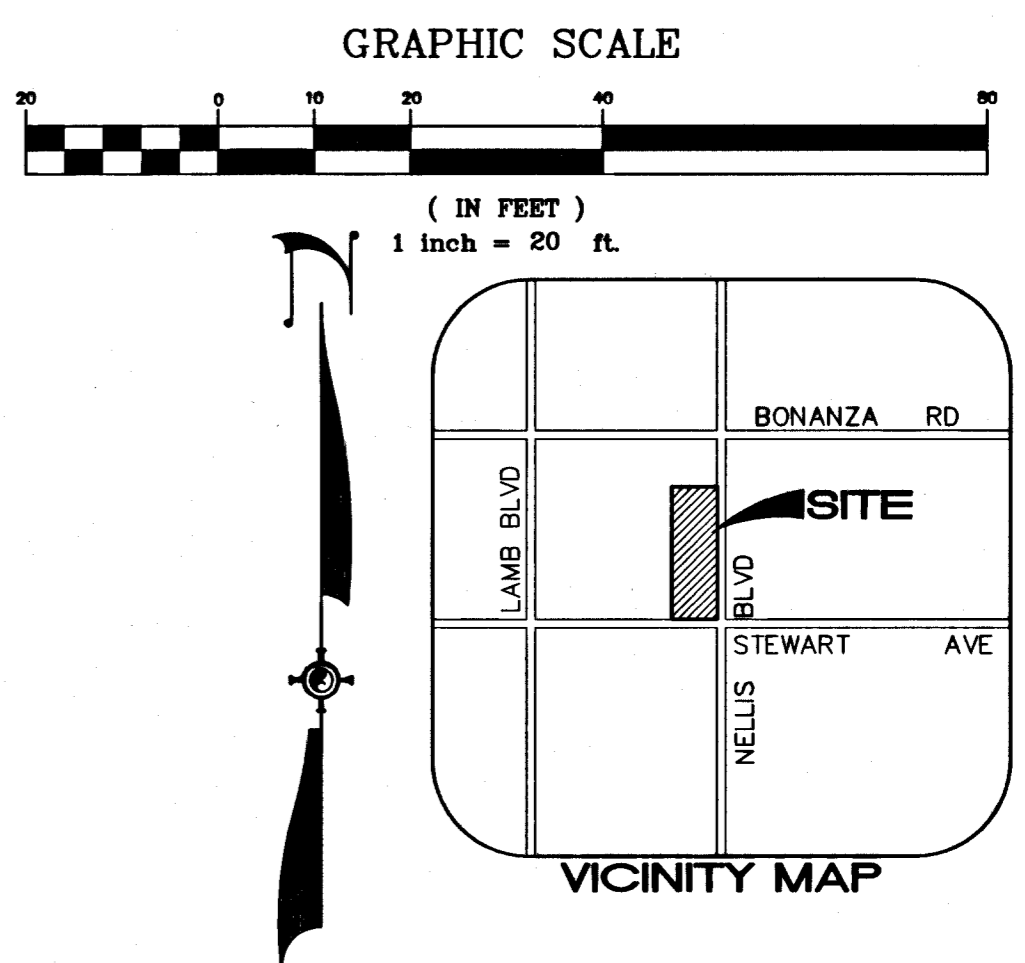 GRAPHIC SCALE
20 0 10 20 40 80
( IN FEET )
1 inch = 20 ft.
N
BONANZA RD
LAMB BLVD
SITE
NELLIS BLVD
STEWART AVE
VICINITY MAP